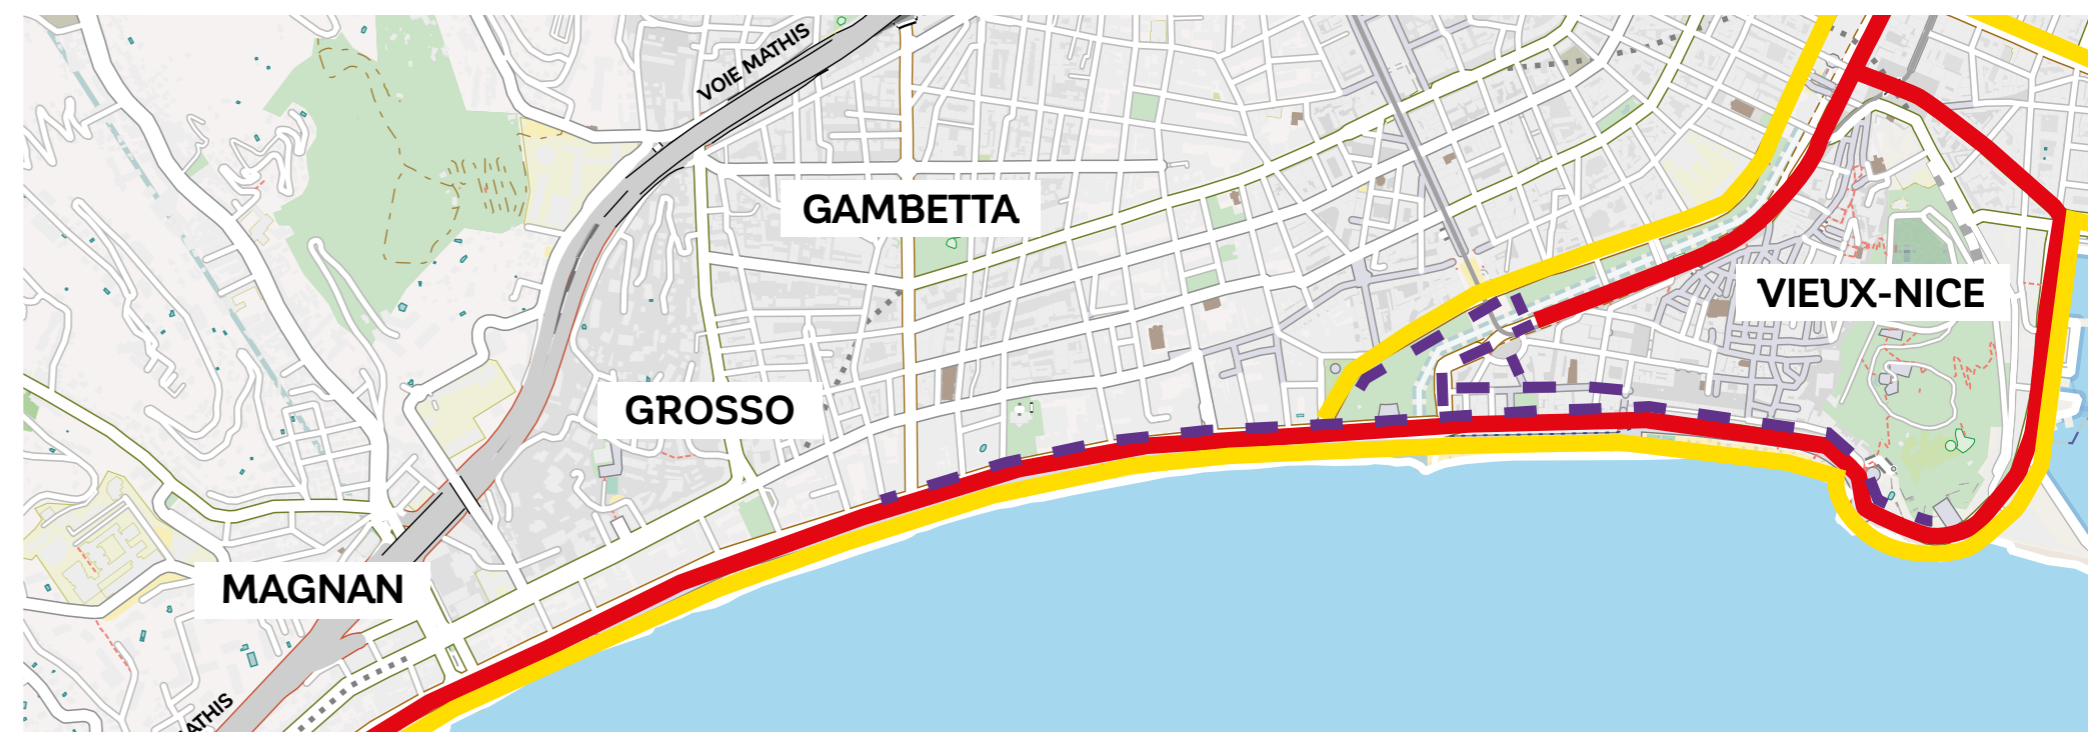 VOIE MATHIS
GAMBETTA
VIEUX-NICE
GROSSO
MAGNAN
ATHIS